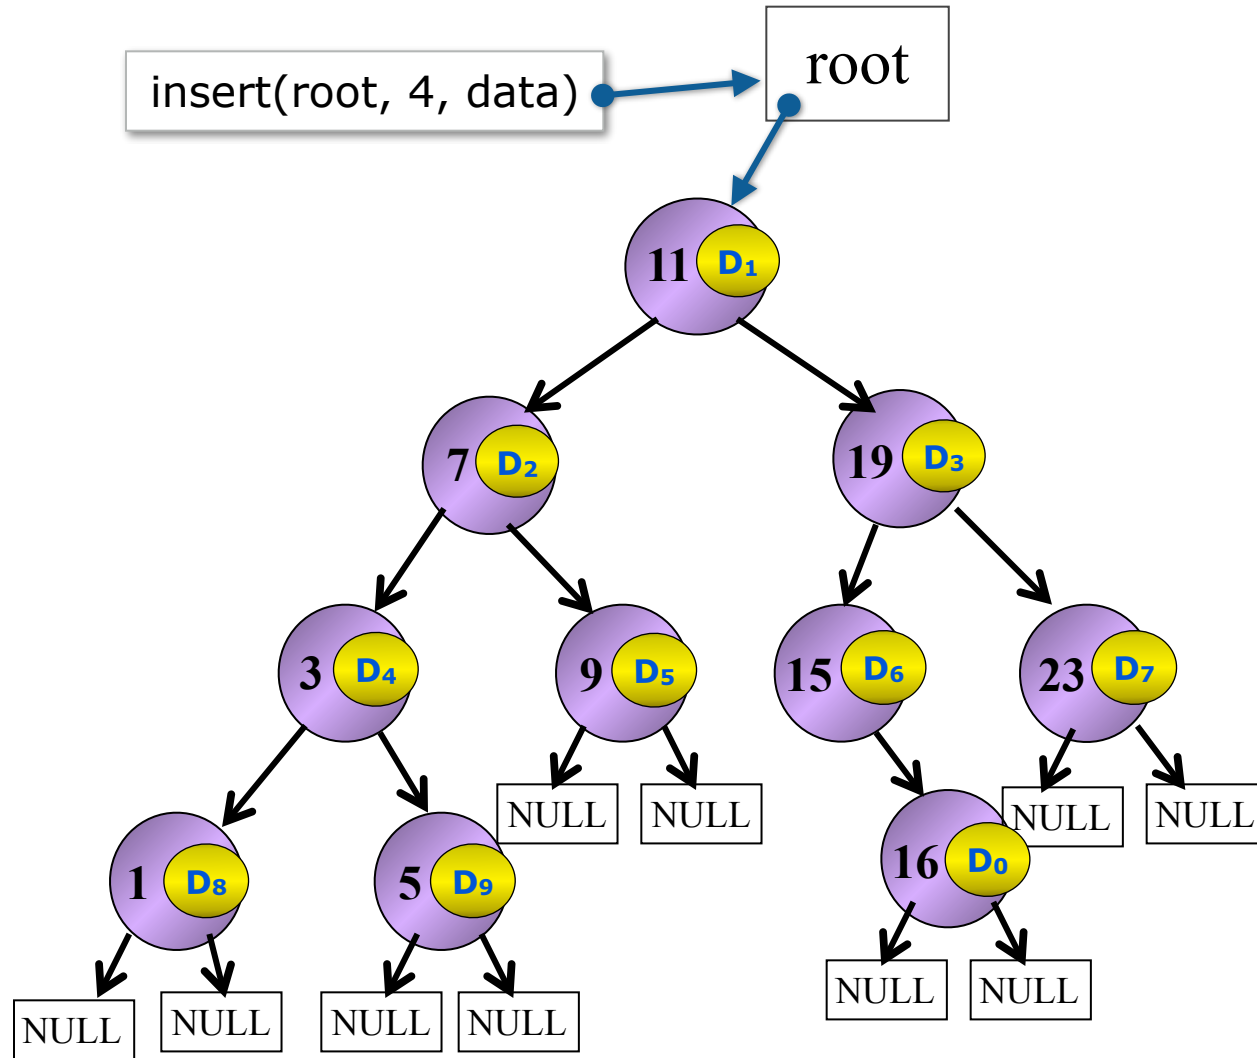 root
insert(root, 4, data)
11 D₁
7 D₂
19 D₃
3 D₄
9 D₅
15 D₆
23 D₇
NULL NULL NULL NULL
1 D₈
5 D₉
16 D₀
NULL NULL NULL NULL NULL NULL